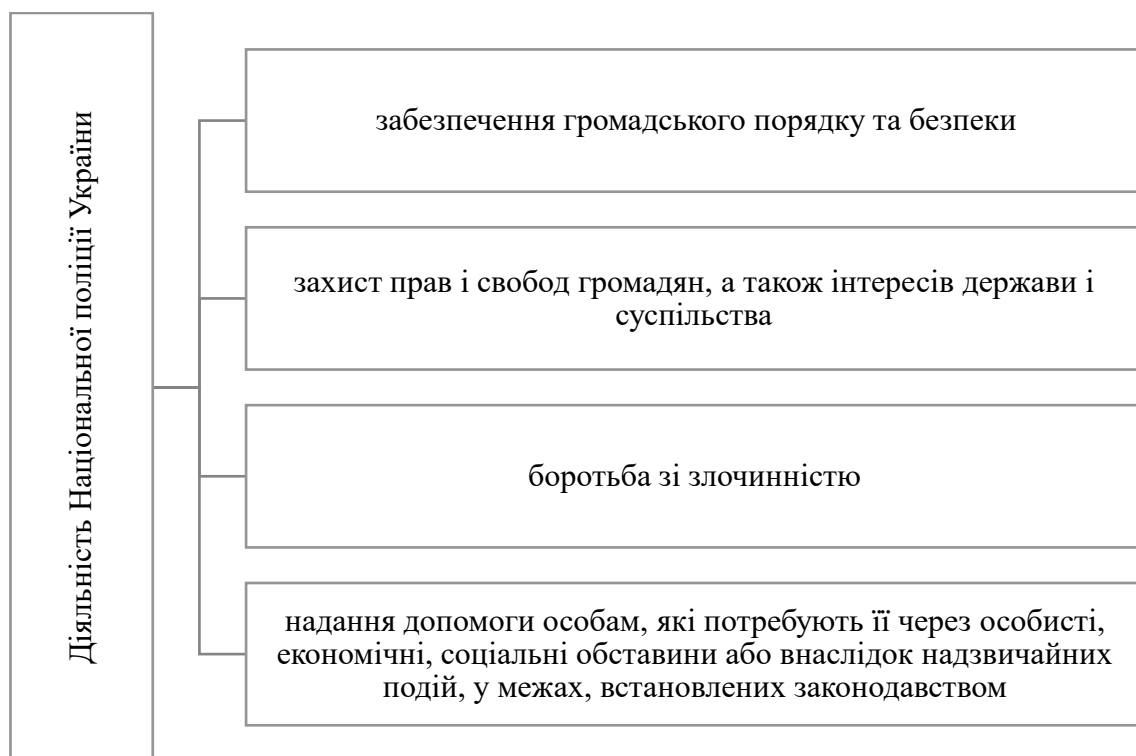 Діяльність Національної поліції України
забезпечення громадського порядку та безпеки
захист прав і свобод громадян, а також інтересів держави і
суспільства
боротьба зі злочинністю
надання допомоги особам, які потребують її через особисті,
економічні, соціальні обставини або внаслідок надзвичайних
подій, у межах, встановлених законодавством